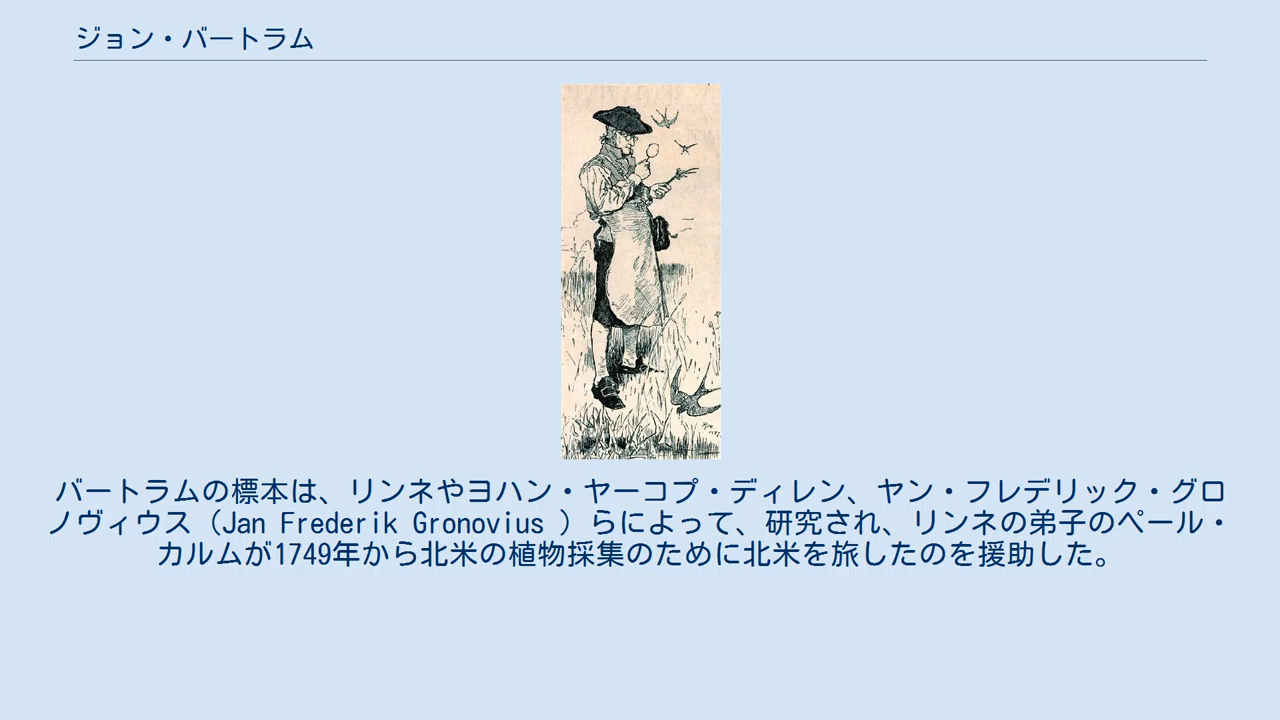 ジョン・バートラム
バートラムの標本は、リンネやヨハン・ヤーコプ・ディレン、ヤン・フレデリック・グロ
ノヴィウス（Jan Frederik Gronovius ）らによって、研究され、リンネの弟子のペール・
カルムが1749年から北米の植物採集のために北米を旅したのを援助した。